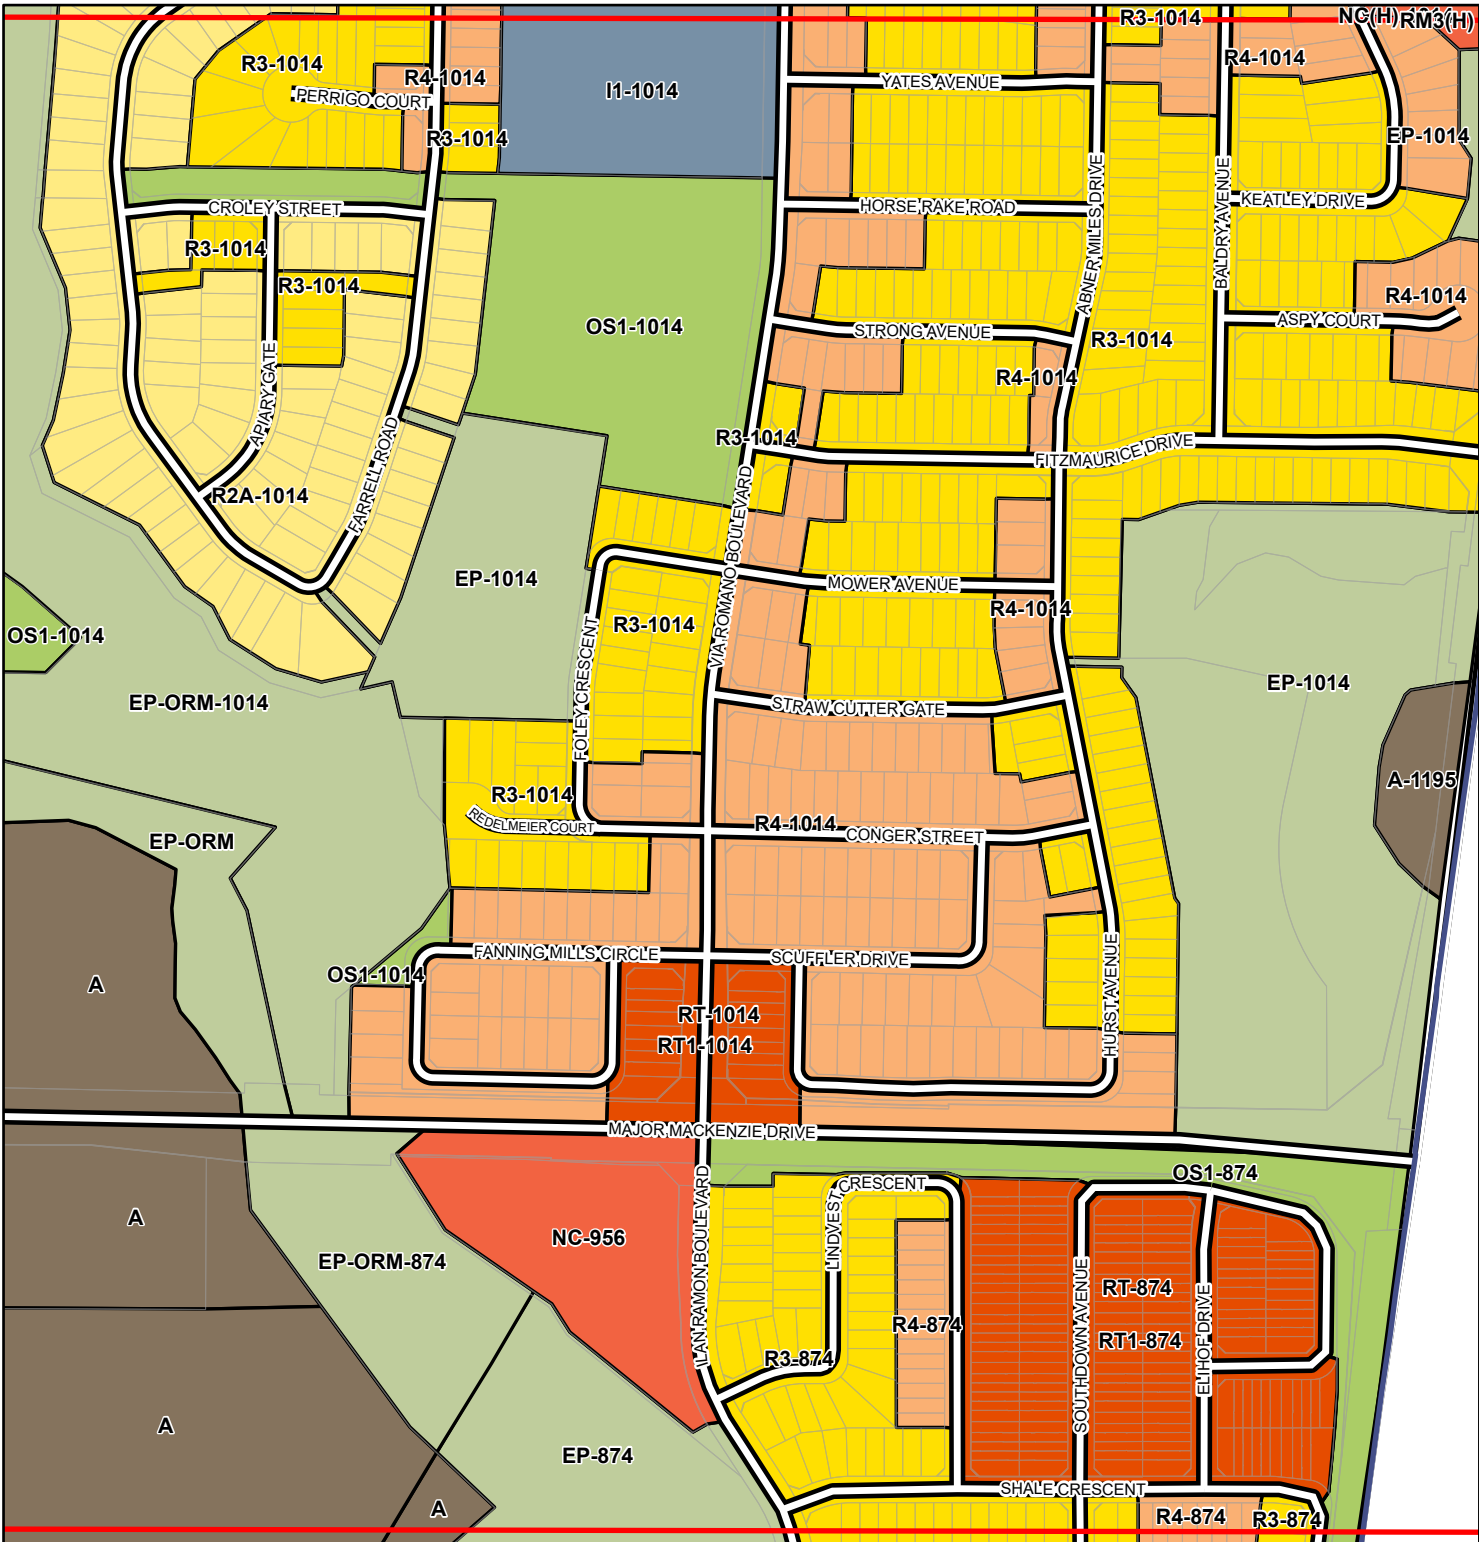 R3-1014
NC(H)-
RM3(H)
R3-1014
R4-1014
R4-1014
YATES AVENUE
I1-1014
PERRIGO COURT
R3-1014
EP-1014
ABNER MILES DRIVE
BALDRY AVENUE
KEATLEY DRIVE
CROLEY STREET
HORSE RAKE ROAD
R3-1014
R3-1014
R4-1014
OS1-1014
STRONG AVENUE
ASPY COURT
R3-1014
R4-1014
APIARY GATE
FARRELL ROAD
R3-1014
FITZMAURICE DRIVE
R2A-1014
VIA ROMANO BOULEVARD
EP-1014
MOWER AVENUE
R4-1014
R3-1014
OS1-1014
FOLEY CRESCENT
EP-ORM-1014
EP-1014
STRAW CUTTER GATE
A-1195
R3-1014
REDELMEIER COURT
R4-1014
CONGER STREET
EP-ORM
FANNING MILLS CIRCLE
SCUFFLER DRIVE
OS1-1014
A
HURST AVENUE
RT-1014
RT1-1014
MAJOR MACKENZIE DRIVE
OS1-874
LINDVEST CRESCENT
ILAN RAMON BOULEVARD
A
NC-956
EP-ORM-874
SOUTHDOWN AVENUE
ELIHOF DRIVE
RT-874
R4-874
RT1-874
R3-874
A
EP-874
SHALE CRESCENT
A
R4-874
R3-874